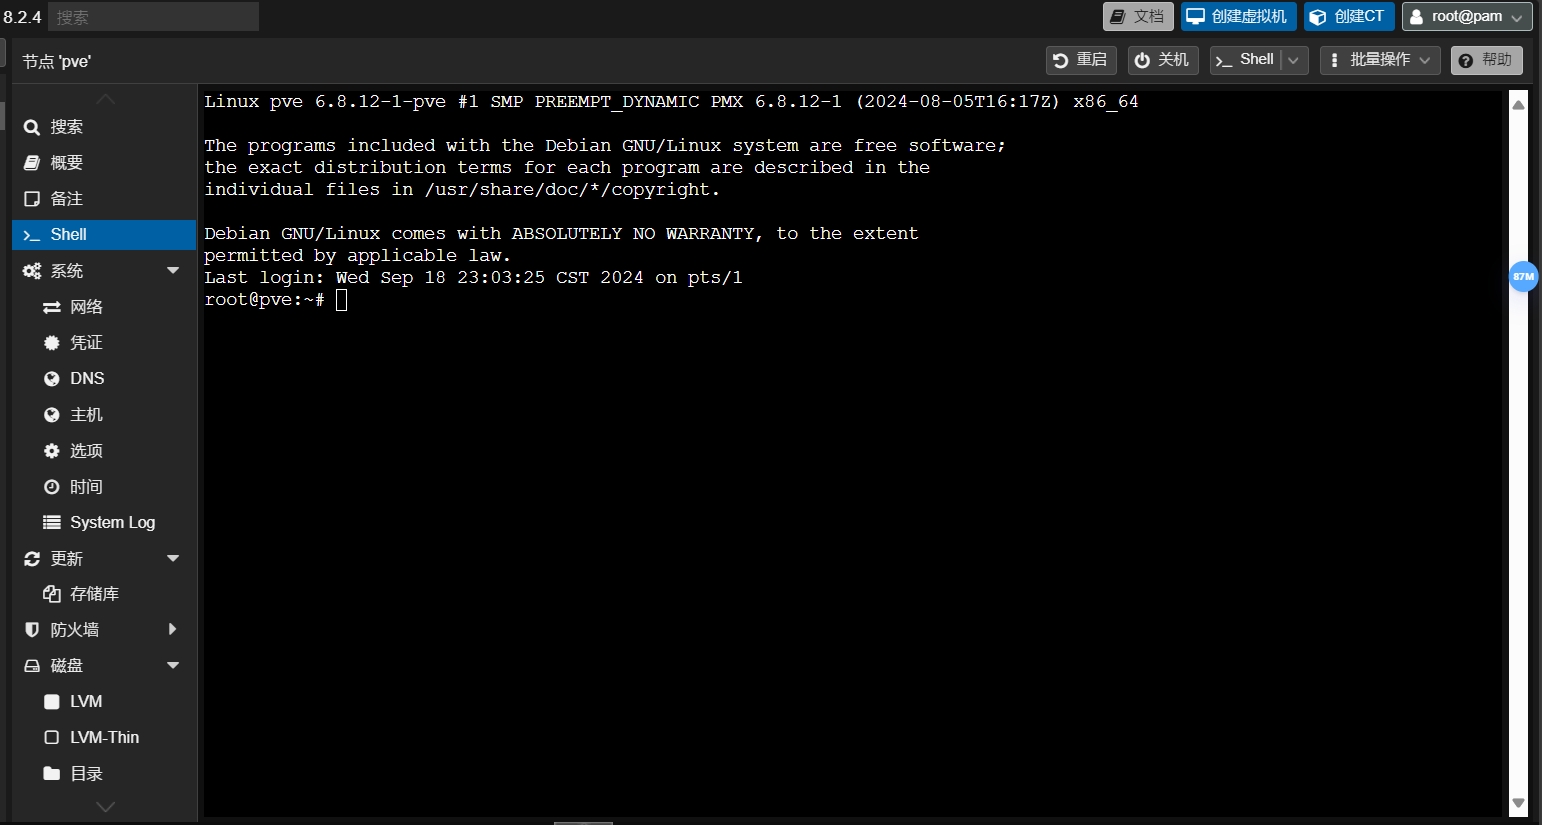 8.2.4 搜索 文档 创建虚拟机 创建CT root@pam
节点 'pve' 重启 关机 Shell 批量操作 帮助
搜索
概要
备注
Shell
系统
网络
凭证
DNS
主机
选项
时间
System Log
更新
存储库
防火墙
磁盘
LVM
LVM-Thin
目录
Linux pve 6.8.12-1-pve #1 SMP PREEMPT_DYNAMIC PMX 6.8.12-1 (2024-08-05T16:17Z) x86_64
The programs included with the Debian GNU/Linux system are free software;
the exact distribution terms for each program are described in the
individual files in /usr/share/doc/*/copyright.
Debian GNU/Linux comes with ABSOLUTELY NO WARRANTY, to the extent
permitted by applicable law.
Last login: Wed Sep 18 23:03:25 CST 2024 on pts/1
root@pve:~#
87M